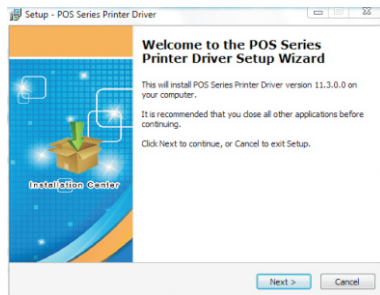 Setup - POS Series Printer Driver
Welcome to the POS Series
Printer Driver Setup Wizard
This will install POS Series Printer Driver version 11.3.0.0 on
your computer.
It is recommended that you close all other applications before
continuing.
Click Next to continue, or Cancel to exit Setup.
Installation Center
Next >
Cancel